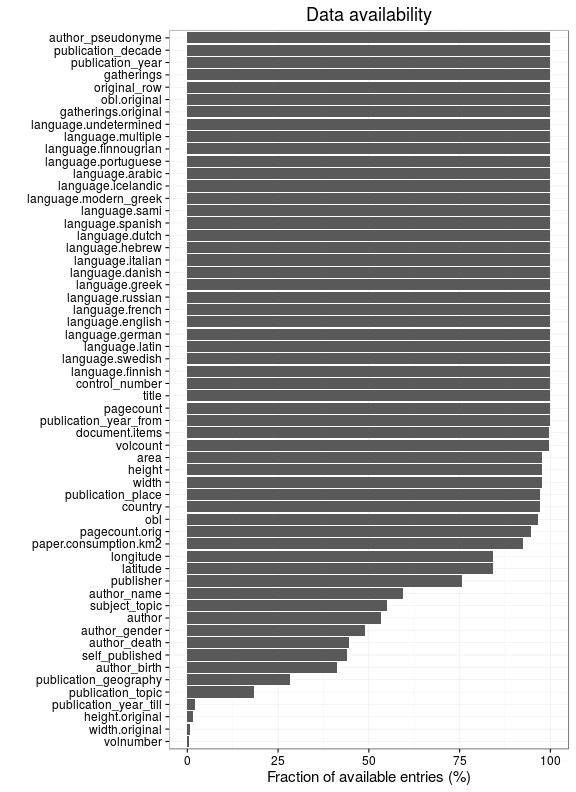 Data availability
author_pseudonyme
publication_decade
publication_year
gatherings
original_row
obl.original
gatherings.original
language.undetermined
language.multiple
language.finnougrian
language.portuguese
language.arabic
language.icelandic
language.modern_greek
language.sami
language.spanish
language.dutch
language.hebrew
language.italian
language.danish
language.greek
language.russian
language.french
language.english
language.german
language.latin
language.swedish
language.finnish
control_number
title
pagecount
publication_year_from
document.items
volcount
area
height
width
publication_place
country
obl
pagecount.orig
paper.consumption.km2
longitude
latitude
publisher
author_name
subject_topic
author
author_gender
author_death
self_published
author_birth
publication_geography
publication_topic
publication_year_till
height.original
width.original
volnumber
0 25 50 75 100
Fraction of available entries (%)